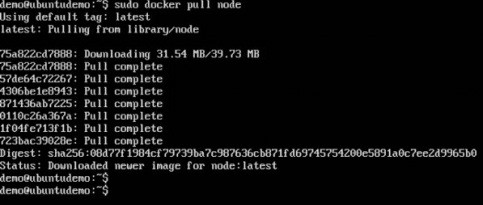 demo@ubuntudemo:~$ sudo docker pull node
Using default tag: latest
latest: Pulling from library/node
75a822cd7888: Downloading 31.54 MB/39.73 MB
75a822cd7888: Pull complete
57de64c72267: Pull complete
4306be1e8943: Pull complete
871436ab7225: Pull complete
0110c26a367a: Pull complete
1f04fe713f1b: Pull complete
723bac39028e: Pull complete
Digest: sha256:08d77f1984cf79739ba7c987636cb871fd69745754200e5891a0c7ee2d9965b0
Status: Downloaded newer image for node:latest
demo@ubuntudemo:~$
demo@ubuntudemo:~$